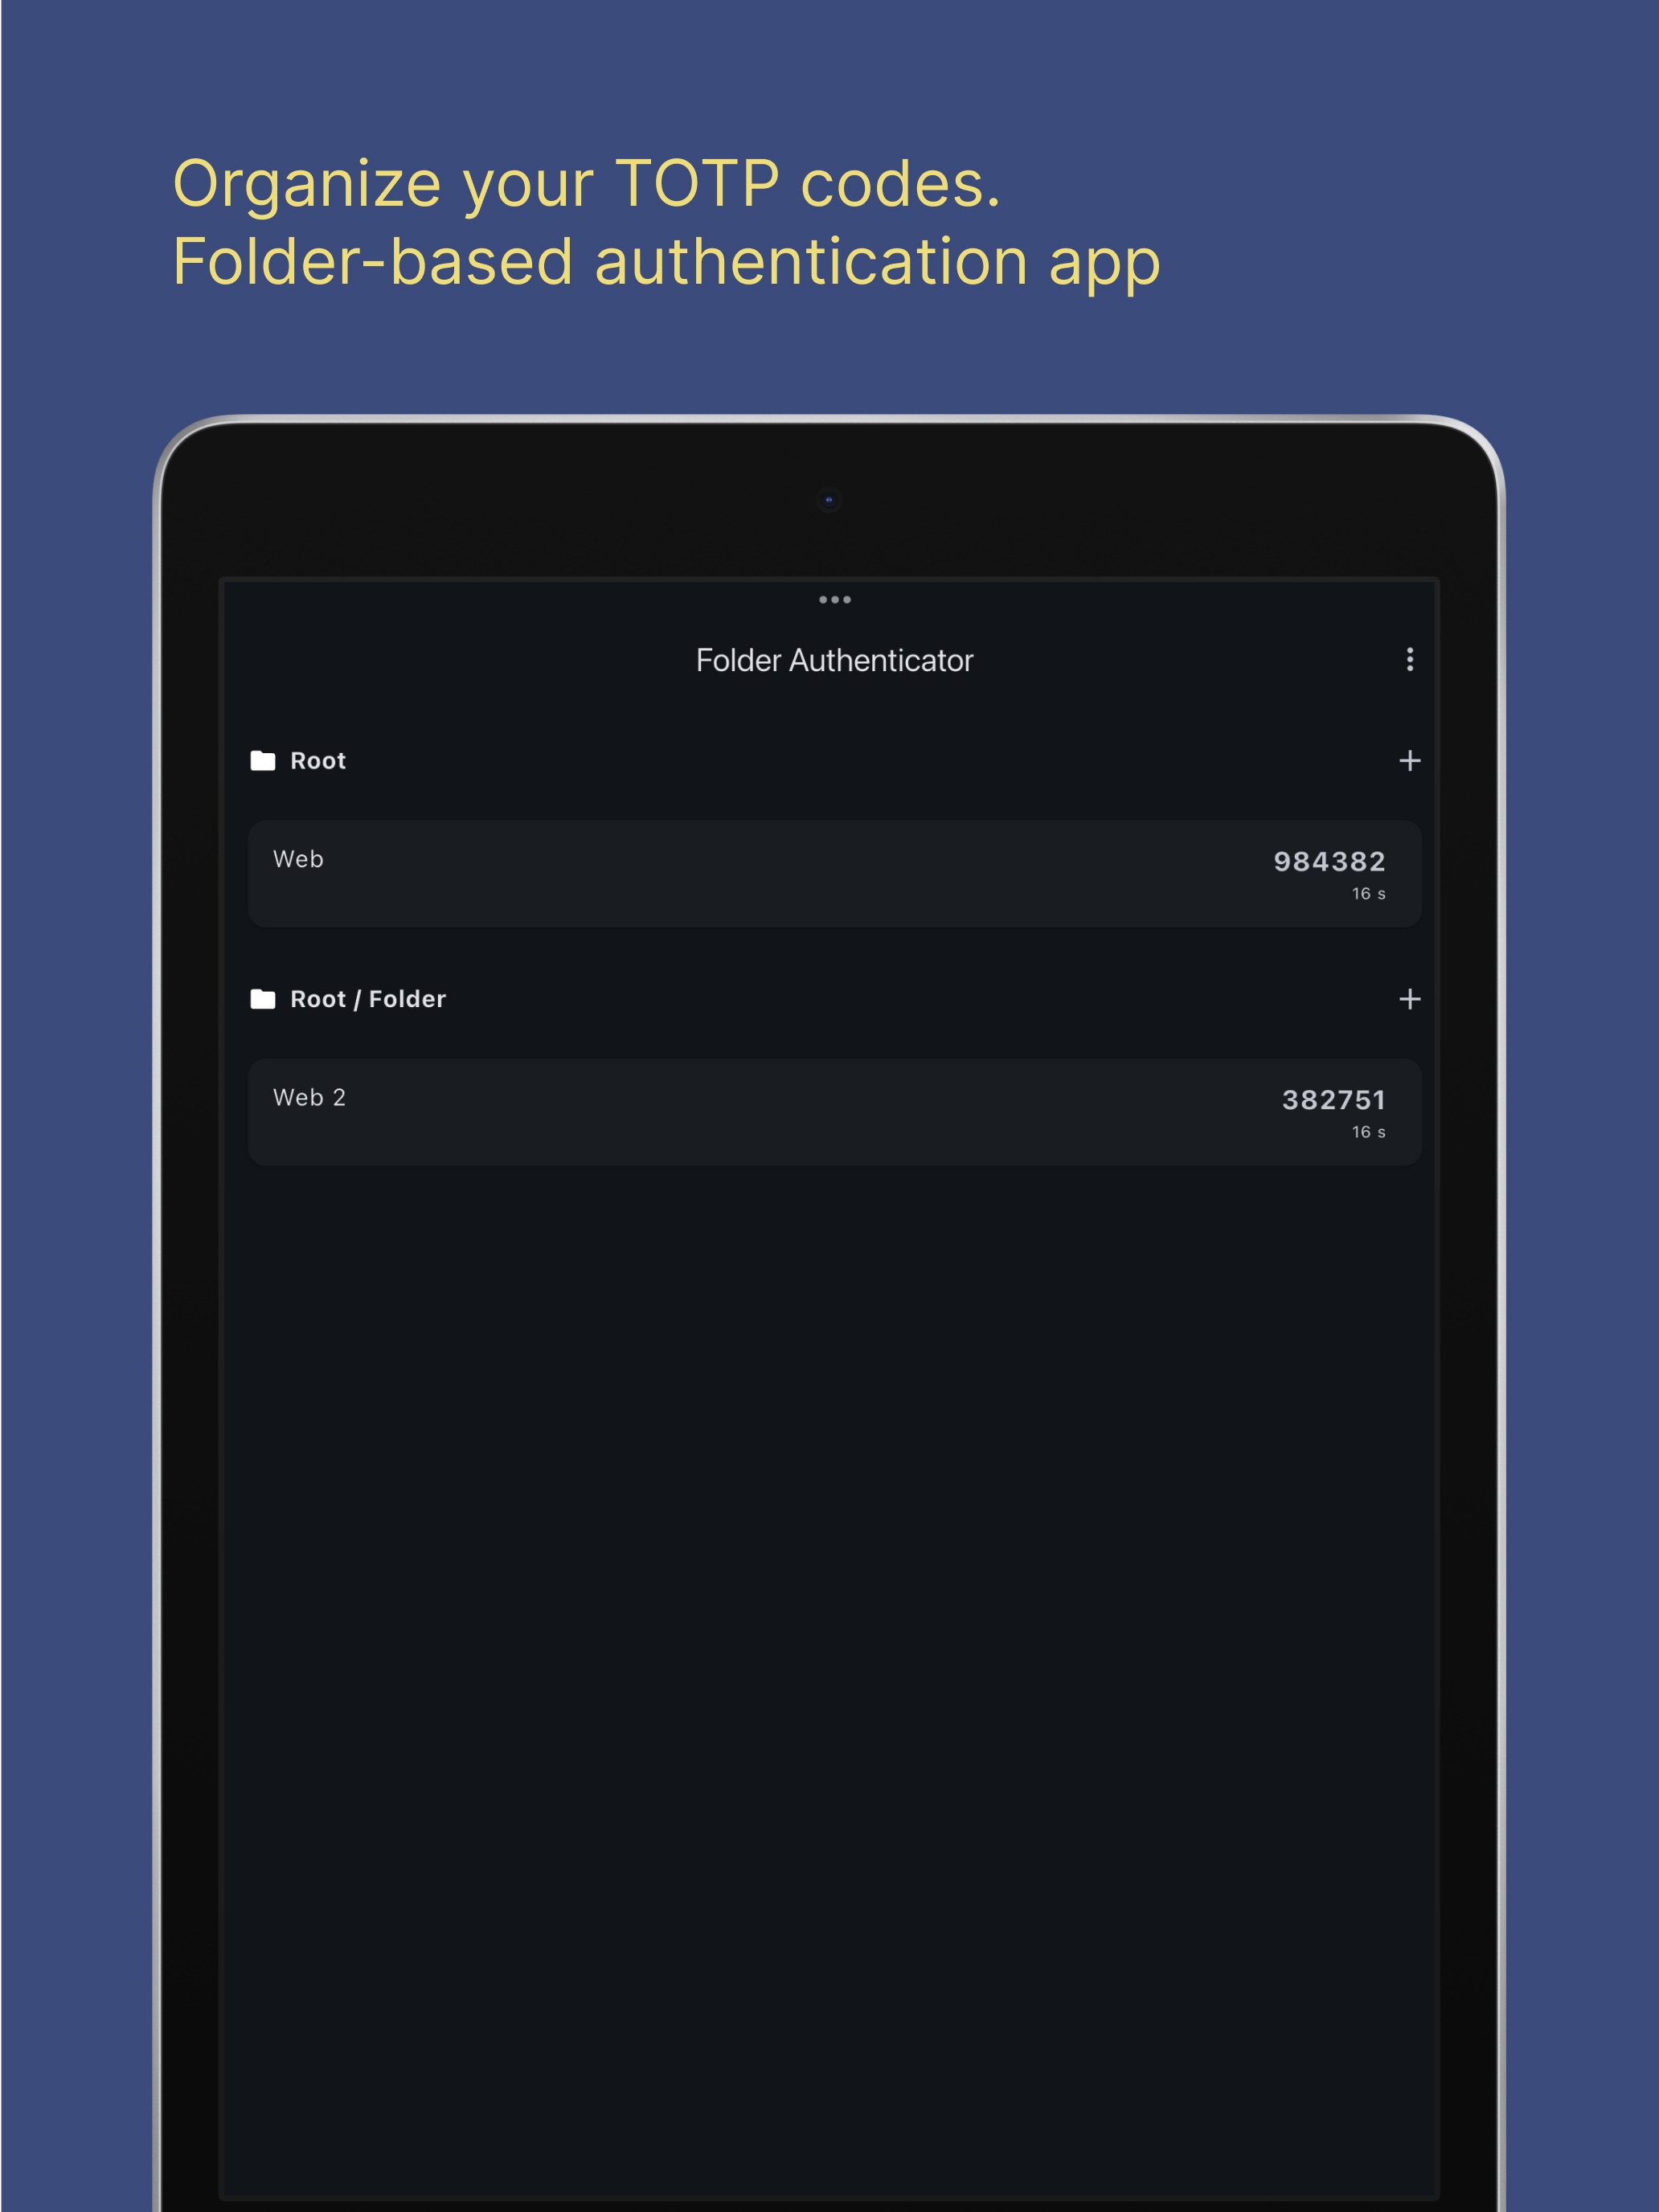 Organize your TOTP codes.
Folder-based authentication app
Folder Authenticator
Root
Web
984382
16 s
Root / Folder
Web 2
382751
16 s